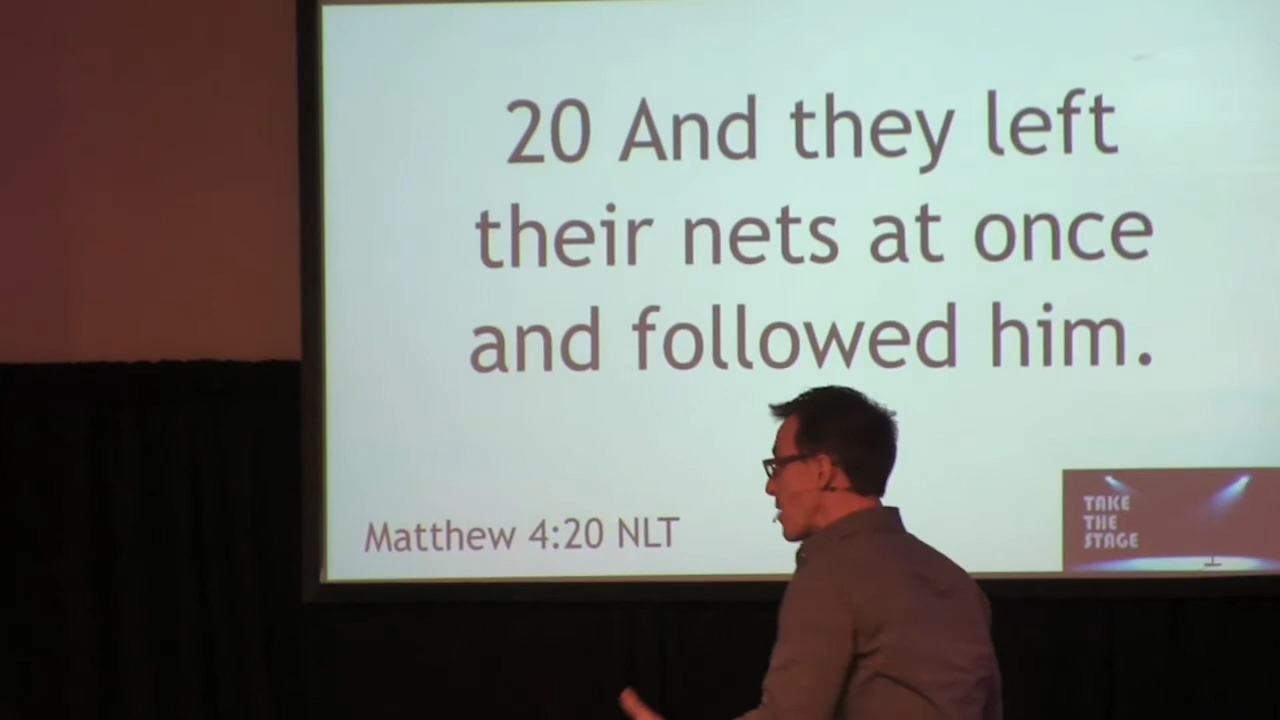 20 And they left
their nets at once
and followed him.
Matthew 4:20 NLT
TAKE
THE
STAGE